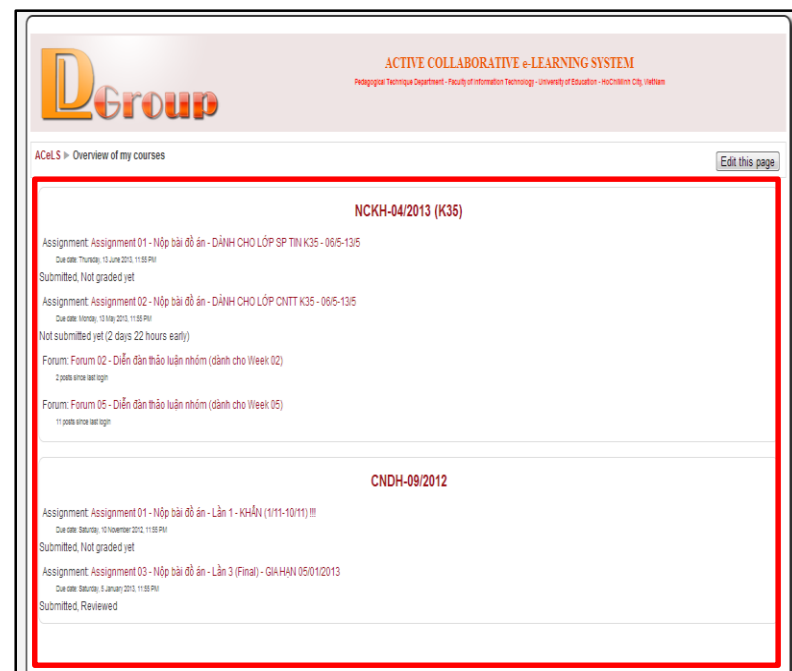 DL Group
ACTIVE COLLABORATIVE e-LEARNING SYSTEM
Pedagogical Technique Department - Faculty of Information Technology - University of Education - HoChiMinh City, VietNam
ACeLS ► Overview of my courses
Edit this page
NCKH-04/2013 (K35)
Assignment: Assignment 01 - Nộp bài đồ án - DÀNH CHO LỚP SP TIN K35 - 06/5-13/5
Due date: Thursday, 13 June 2013, 11:55 PM
Submitted, Not graded yet
Assignment: Assignment 02 - Nộp bài đồ án - DÀNH CHO LỚP CNTT K35 - 06/5-13/5
Due date: Monday, 13 May 2013, 11:55 PM
Not submitted yet (2 days 22 hours early)
Forum: Forum 02 - Diễn đàn thảo luận nhóm (dành cho Week 02)
2 posts since last login
Forum: Forum 05 - Diễn đàn thảo luận nhóm (dành cho Week 05)
11 posts since last login
CNDH-09/2012
Assignment: Assignment 01 - Nộp bài đồ án - Lần 1 - KHẨN (1/11-10/11) !!!
Due date: Saturday, 10 November 2012, 11:55 PM
Submitted, Not graded yet
Assignment: Assignment 03 - Nộp bài đồ án - Lần 3 (Final) - GIA HẠN 05/01/2013
Due date: Saturday, 5 January 2013, 11:55 PM
Submitted, Reviewed